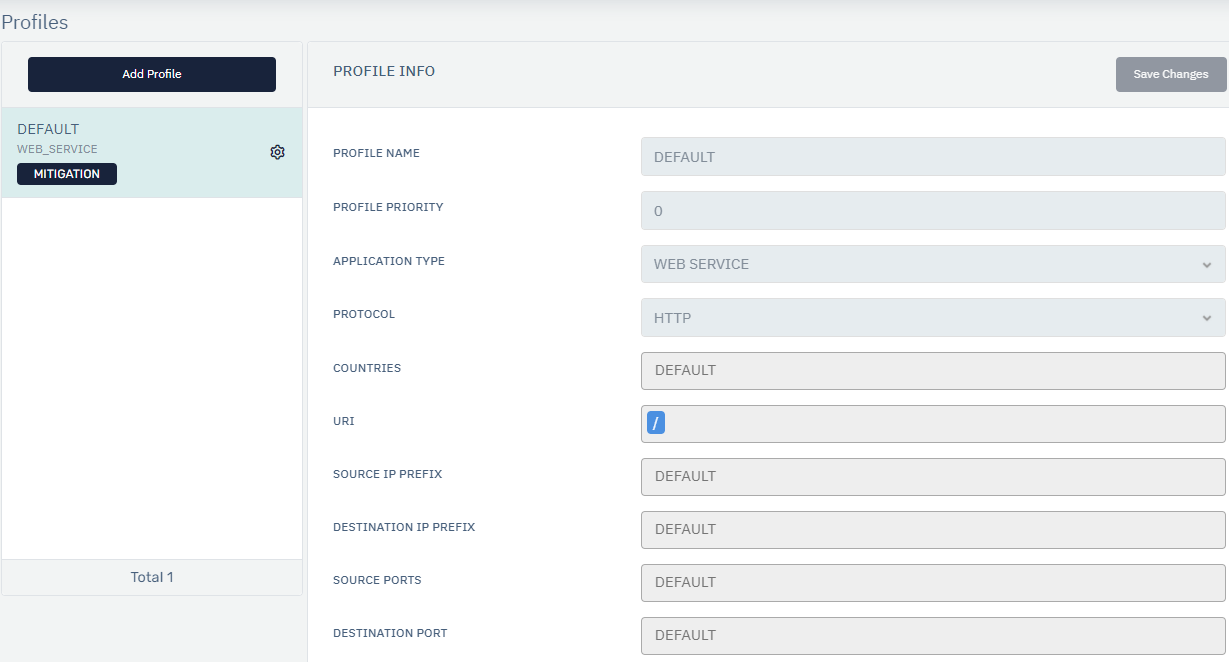 Profiles
Add Profile
DEFAULT
WEB_SERVICE
MITIGATION
Total 1
PROFILE INFO
Save Changes
PROFILE NAME
DEFAULT
PROFILE PRIORITY
0
APPLICATION TYPE
WEB SERVICE
PROTOCOL
HTTP
COUNTRIES
DEFAULT
URI
/
SOURCE IP PREFIX
DEFAULT
DESTINATION IP PREFIX
DEFAULT
SOURCE PORTS
DEFAULT
DESTINATION PORT
DEFAULT